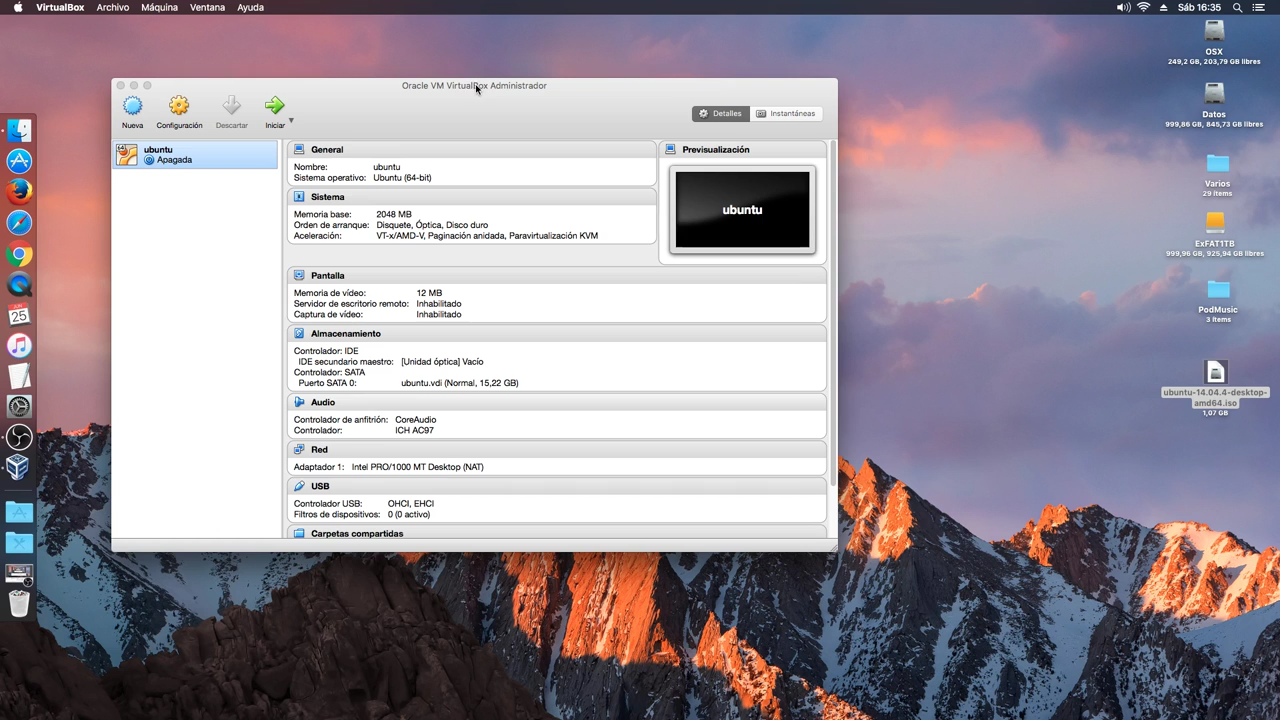 VirtualBox Archivo Máquina Ventana Ayuda
Sáb 16:35
Oracle VM VirtualBox Administrador
Nueva Configuración Descartar Iniciar
Detalles Instantáneas
64
ubuntu
Apagada
General
Nombre: ubuntu
Sistema operativo: Ubuntu (64-bit)
Sistema
Memoria base: 2048 MB
Orden de arranque: Disquete, Óptica, Disco duro
Aceleración: VT-x/AMD-V, Paginación anidada, Paravirtualización KVM
Previsualización
ubuntu
Pantalla
Memoria de vídeo: 12 MB
Servidor de escritorio remoto: Inhabilitado
Captura de vídeo: Inhabilitado
Almacenamiento
Controlador: IDE
IDE secundario maestro: [Unidad óptica] Vacío
Controlador: SATA
Puerto SATA 0: ubuntu.vdi (Normal, 15,22 GB)
Audio
Controlador de anfitrión: CoreAudio
Controlador: ICH AC97
Red
Adaptador 1: Intel PRO/1000 MT Desktop (NAT)
USB
Controlador USB: OHCI, EHCI
Filtros de dispositivos: 0 (0 activo)
Carpetas compartidas
OSX
249,2 GB, 203,79 GB libres
Datos
999,86 GB, 845,73 GB libres
Varios
29 ítems
ExFAT1TB
999,96 GB, 925,94 GB libres
PodMusic
3 ítems
ubuntu-14.04.4-desktop-
amd64.iso
1,07 GB
JUN
25